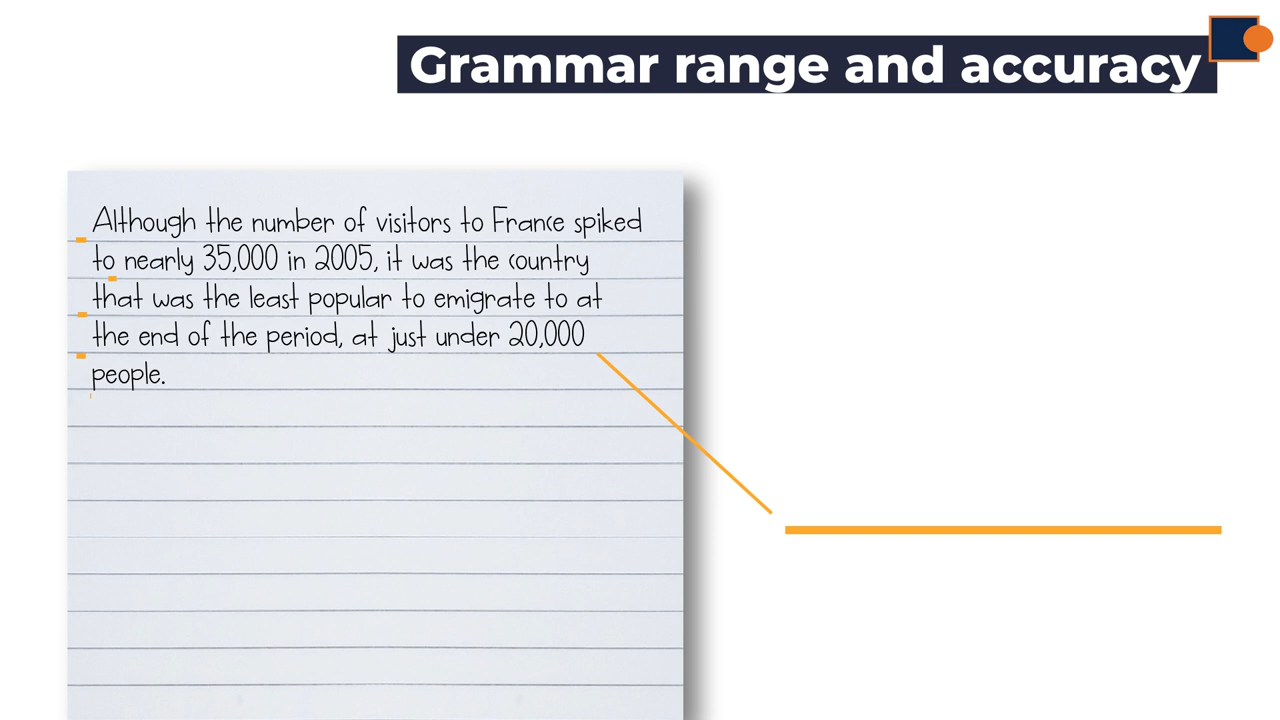 Grammar range and accuracy
Although the number of visitors to France spiked
to nearly 35,000 in 2005, it was the country
that was the least popular to emigrate to at
the end of the period, at just under 20,000
people.